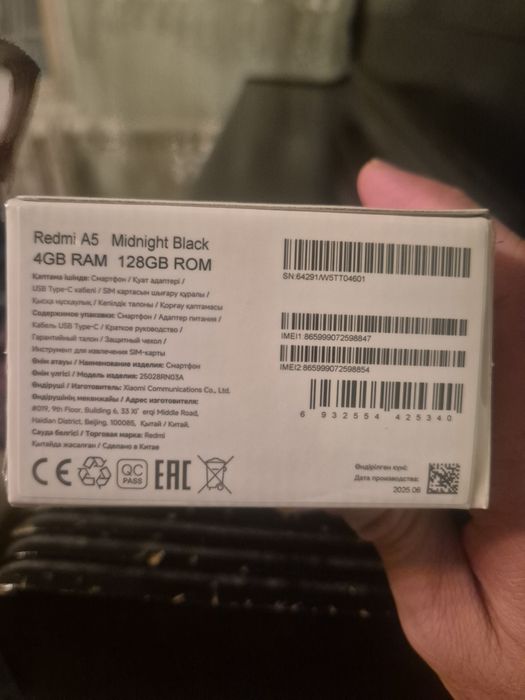 Redmi A5 Midnight Black
4GB RAM 128GB ROM
Қаптама ішінде: Смартфон / Қуат адаптері /
USB Type-C кабелі / SIM картасын шығару құралы /
Қысқа нұсқаулық / Кепілдік талоны / Қорғау қаптамасы
Содержимое упаковки: Смартфон / Адаптер питания /
Кабель USB Type-C / Краткое руководство /
Гарантийный талон / Защитный чехол /
Инструмент для извлечения SIM-карты
Өнім атауы / Наименование изделия: Смартфон
Өнім үлгісі / Модель изделия: 25028RN03A
Өндіруші / Изготовитель: Xiaomi Communications Co., Ltd.
Өндірушінің мекенжайы / Адрес изготовителя:
#019, 9th Floor, Building 6, 33 Xi' erqi Middle Road,
Haidian District, Beijing, 100085, Қытай / Китай.
Сауда белгісі / Торговая марка: Redmi
Қытайда жасалған / Сделано в Китае
CE
QC
PASS
EAC
SN:64291/W5TT04601
IMEI1:865999072598847
IMEI2:865999072598854
6 932554 425340
Өндірілген күні:
Дата производства:
2025.06